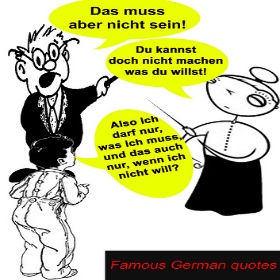 Das muss
aber nicht sein!
Du kannst
doch nicht machen
was du willst!
Also ich
darf nur,
was ich muss,
und das auch
nur, wenn ich
nicht will?
Famous German quotes